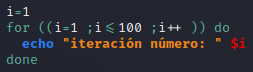 i=1
for ((i=1 ;i<=100 ;i++ )) do
  echo "iteración número: " $i
done